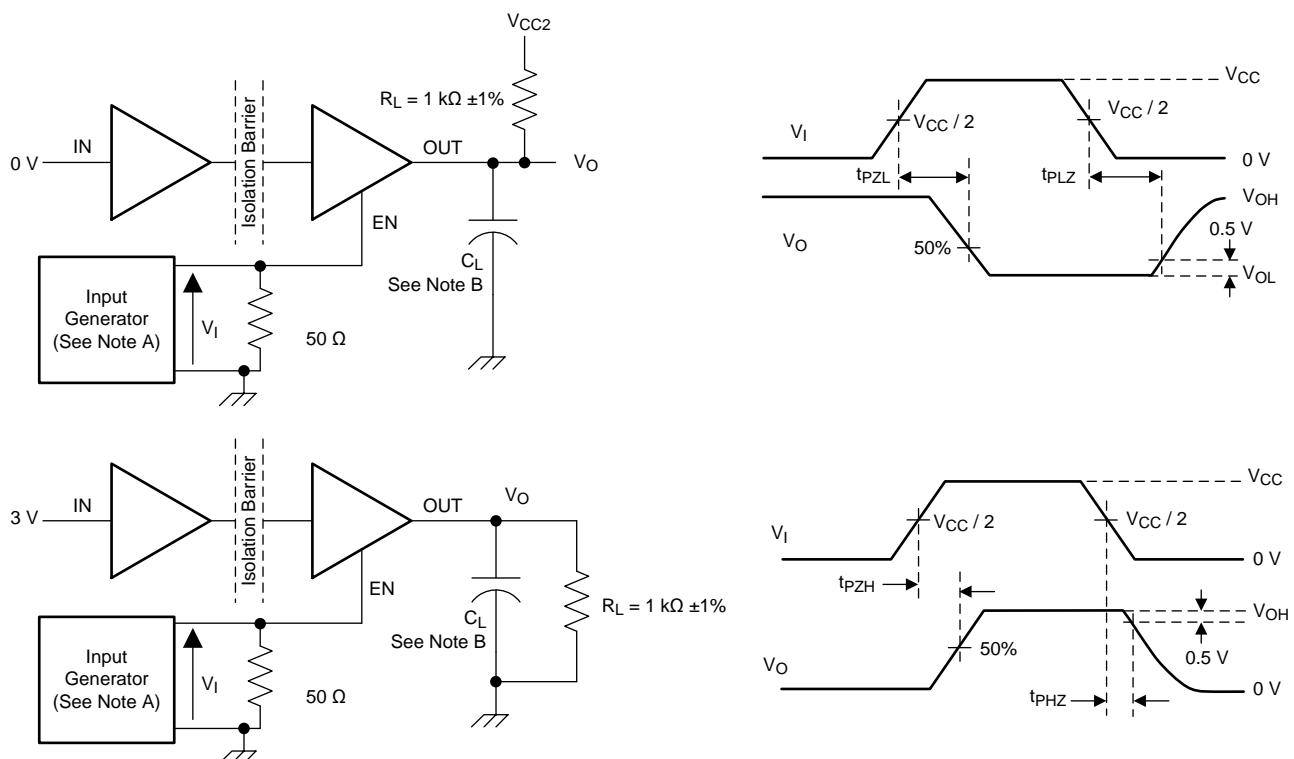 VCC2
RL = 1 kΩ ±1%
Isolation Barrier
IN
OUT
0 V
VO
EN
CL
See Note B
Input
Generator
(See Note A)
VI
50 Ω
VCC
VCC / 2
VCC / 2
VI
0 V
tPZL
tPLZ
VOH
0.5 V
VO
50%
VOL
Isolation Barrier
IN
OUT
VO
3 V
EN
CL
See Note B
RL = 1 kΩ ±1%
Input
Generator
(See Note A)
VI
50 Ω
VCC
VCC / 2
VCC / 2
VI
0 V
tPZH
VOH
0.5 V
50%
VO
0 V
tPHZ